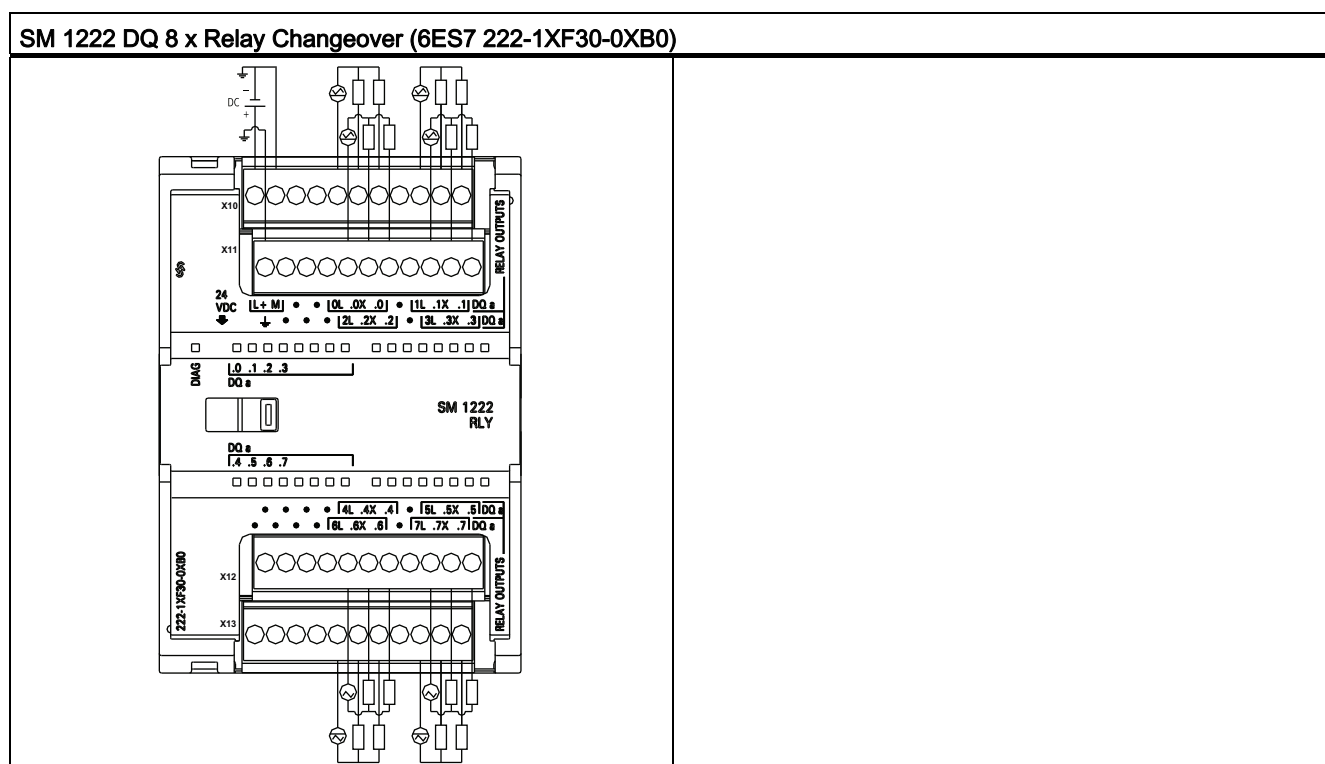 SM 1222 DQ 8 x Relay Changeover (6ES7 222-1XF30-0XB0)
−
DC
+
X10
X11
RELAY OUTPUTS
24
VDC
L+ M • • 0L .0X .0 • 1L .1X .1 DQ a
• • • 2L .2X .2 • 3L .3X .3 DQ a
DIAG
.0 .1 .2 .3
DQ a
SM 1222
RLY
DQ a
.4 .5 .6 .7
• • • • 4L .4X .4 • 5L .5X .5 DQ a
• • • • 6L .6X .6 • 7L .7X .7 DQ a
222-1XF30-0XB0
X12
X13
RELAY OUTPUTS